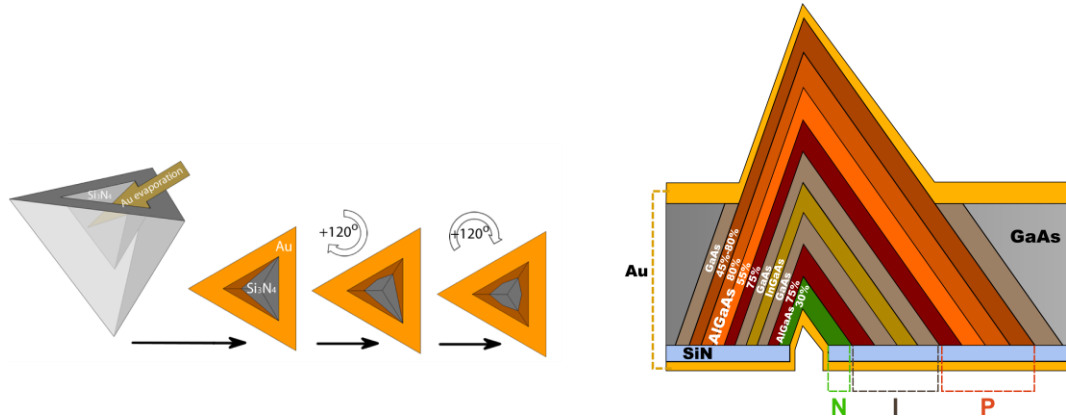 Si₃N₄
Au evaporation
Au
Si₃N₄
+120°
+120°
Au
GaAs
GaAs
45%-80%
AlGaAs 80%
55%
75%
GaAs
InGaAs
GaAs
AlGaAs 75%
30%
SiN
N
I
P